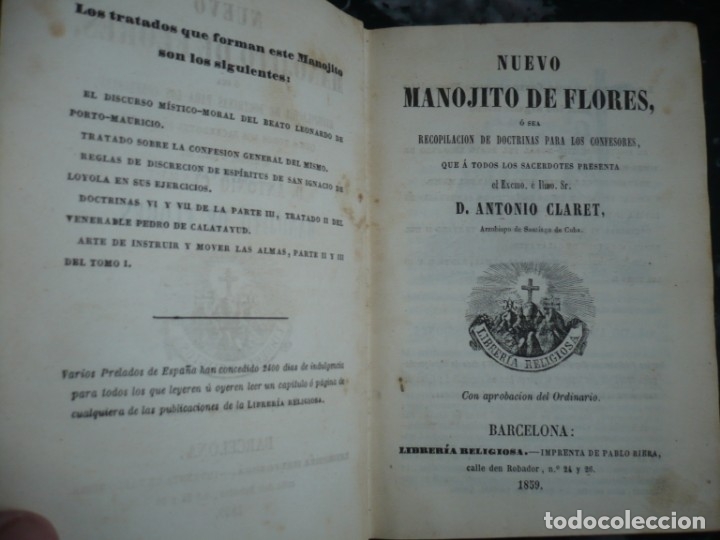 Los tratados que forman este Manojito
son los siguientes:
EL DISCURSO MÍSTICO-MORAL DEL BEATO LEONARDO DE
PORTO-MAURICIO.
TRATADO SOBRE LA CONFESION GENERAL DEL MISMO.
REGLAS DE DISCRECION DE ESPÍRITUS DE SAN IGNACIO DE
LOYOLA EN SUS EJERCICIOS.
DOCTRINAS VI Y VII DE LA PARTE III, TRATADO II DEL
VENERABLE PEDRO DE CALATAYUD.
ARTE DE INSTRUIR Y MOVER LAS ALMAS, PARTE II Y III
DEL TOMO I.
Varios Prelados de España han concedido 2400 dias de indulgencia
para todos los que leyeren ú oyeren leer un capítulo ó página de
cualquiera de las publicaciones de la LIBRERÍA RELIGIOSA.
NUEVO
MANOJITO DE FLORES,
ó sea
RECOPILACION DE DOCTRINAS PARA LOS CONFESORES,
QUE Á TODOS LOS SACERDOTES PRESENTA
el Excmo. é Ilmo. Sr.
D. ANTONIO CLARET,
Arzobispo de Santiago de Cuba.
LIBRERÍA RELIGIOSA
Con aprobacion del Ordinario.
BARCELONA:
LIBRERÍA RELIGIOSA.—IMPRENTA DE PABLO RIERA,
calle den Robador, n.º 24 y 26.
1859.
todocoleccion.net